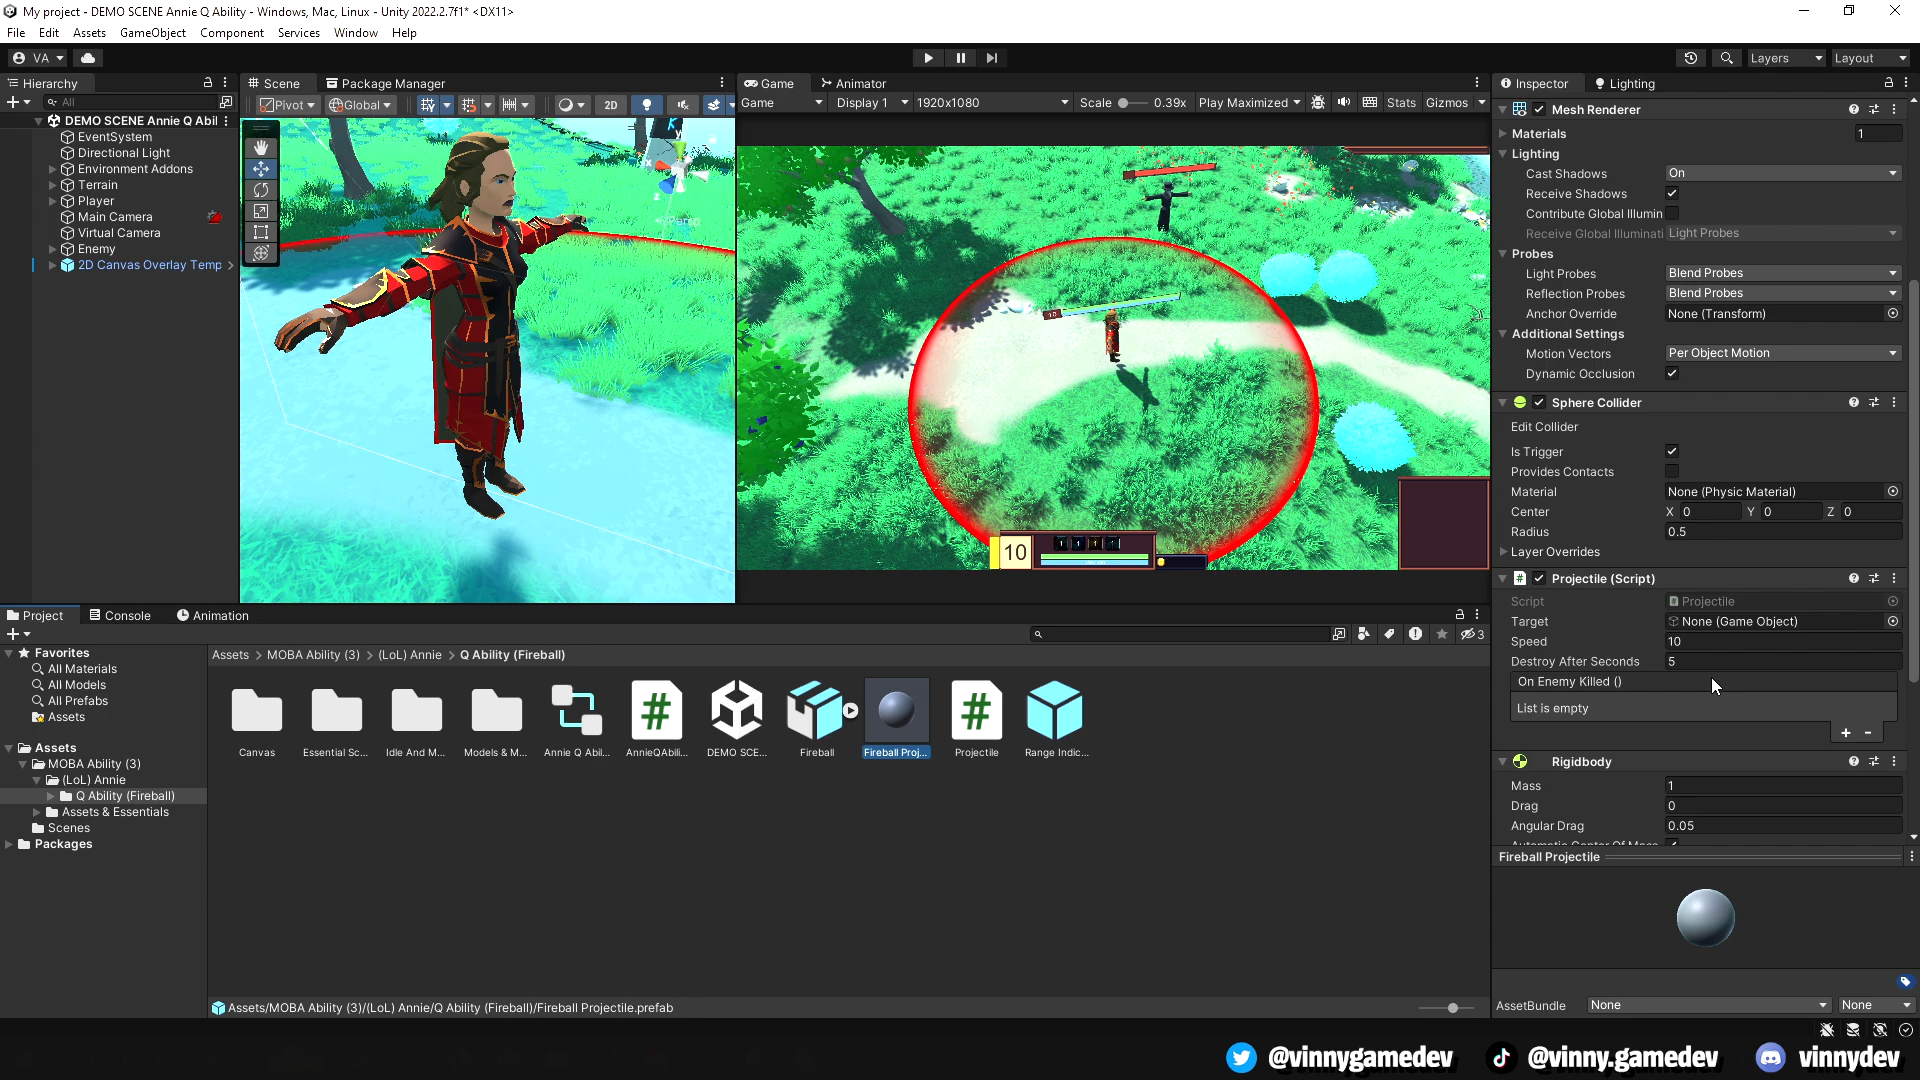 My project - DEMO SCENE Annie Q Ability - Windows, Mac, Linux - Unity 2022.2.7f1* <DX11>
File Edit Assets GameObject Component Services Window Help
VA
Layers Layout
Hierarchy
All
DEMO SCENE Annie Q Abil
EventSystem
Directional Light
Environment Addons
Terrain
Player
Main Camera
Virtual Camera
Enemy
2D Canvas Overlay Temp
Scene Package Manager
Pivot Global 2D
y
x
z
Persp
Game Animator
Game Display 1 1920x1080 Scale 0.39x Play Maximized Stats Gizmos
10
10
1 1 1 1
Inspector Lighting
Mesh Renderer
Materials 1
Lighting
Cast Shadows On
Receive Shadows
Contribute Global Illumin
Receive Global Illuminati Light Probes
Probes
Light Probes Blend Probes
Reflection Probes Blend Probes
Anchor Override None (Transform)
Additional Settings
Motion Vectors Per Object Motion
Dynamic Occlusion
Sphere Collider
Edit Collider
Is Trigger
Provides Contacts
Material None (Physic Material)
Center X 0 Y 0 Z 0
Radius 0.5
Layer Overrides
Projectile (Script)
Script Projectile
Target None (Game Object)
Speed 10
Destroy After Seconds 5
On Enemy Killed ()
List is empty
+ -
Rigidbody
Mass 1
Drag 0
Angular Drag 0.05
Fireball Projectile
AssetBundle None None
Project Console Animation
3
Favorites
All Materials
All Models
All Prefabs
Assets
Assets
MOBA Ability (3)
(LoL) Annie
Q Ability (Fireball)
Assets & Essentials
Scenes
Packages
Assets > MOBA Ability (3) > (LoL) Annie > Q Ability (Fireball)
Canvas Essential Sc... Idle And M... Models & M... Annie Q Abil... AnnieQAbili... DEMO SCE... Fireball Fireball Proj... Projectile Range Indic...
Assets/MOBA Ability (3)/(LoL) Annie/Q Ability (Fireball)/Fireball Projectile.prefab
@vinnygamedev @vinny.gamedev vinnydev